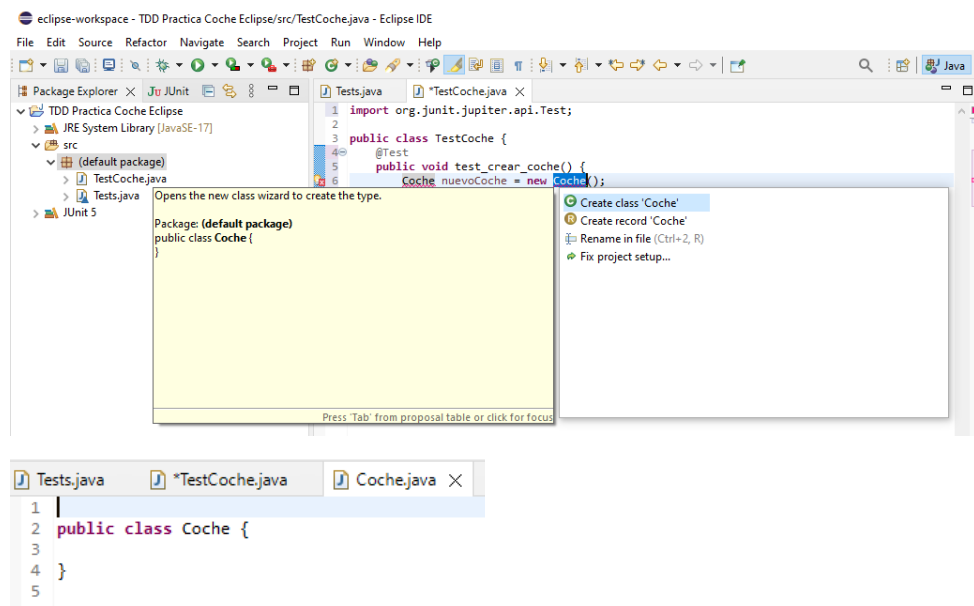 eclipse-workspace - TDD Practica Coche Eclipse/src/TestCoche.java - Eclipse IDE
File Edit Source Refactor Navigate Search Project Run Window Help
Java
Package Explorer JUnit
Tests.java *TestCoche.java
TDD Practica Coche Eclipse
JRE System Library [JavaSE-17]
src
(default package)
TestCoche.java
Tests.java
JUnit 5
1 import org.junit.jupiter.api.Test;
2
3 public class TestCoche {
4 @Test
5 public void test_crear_coche() {
6 Coche nuevoCoche = new Coche();
Opens the new class wizard to create the type.
Package: (default package)
public class Coche {
}
Press 'Tab' from proposal table or click for focus
Create class 'Coche'
Create record 'Coche'
Rename in file (Ctrl+2, R)
Fix project setup...
Tests.java *TestCoche.java Coche.java
1
2 public class Coche {
3
4 }
5